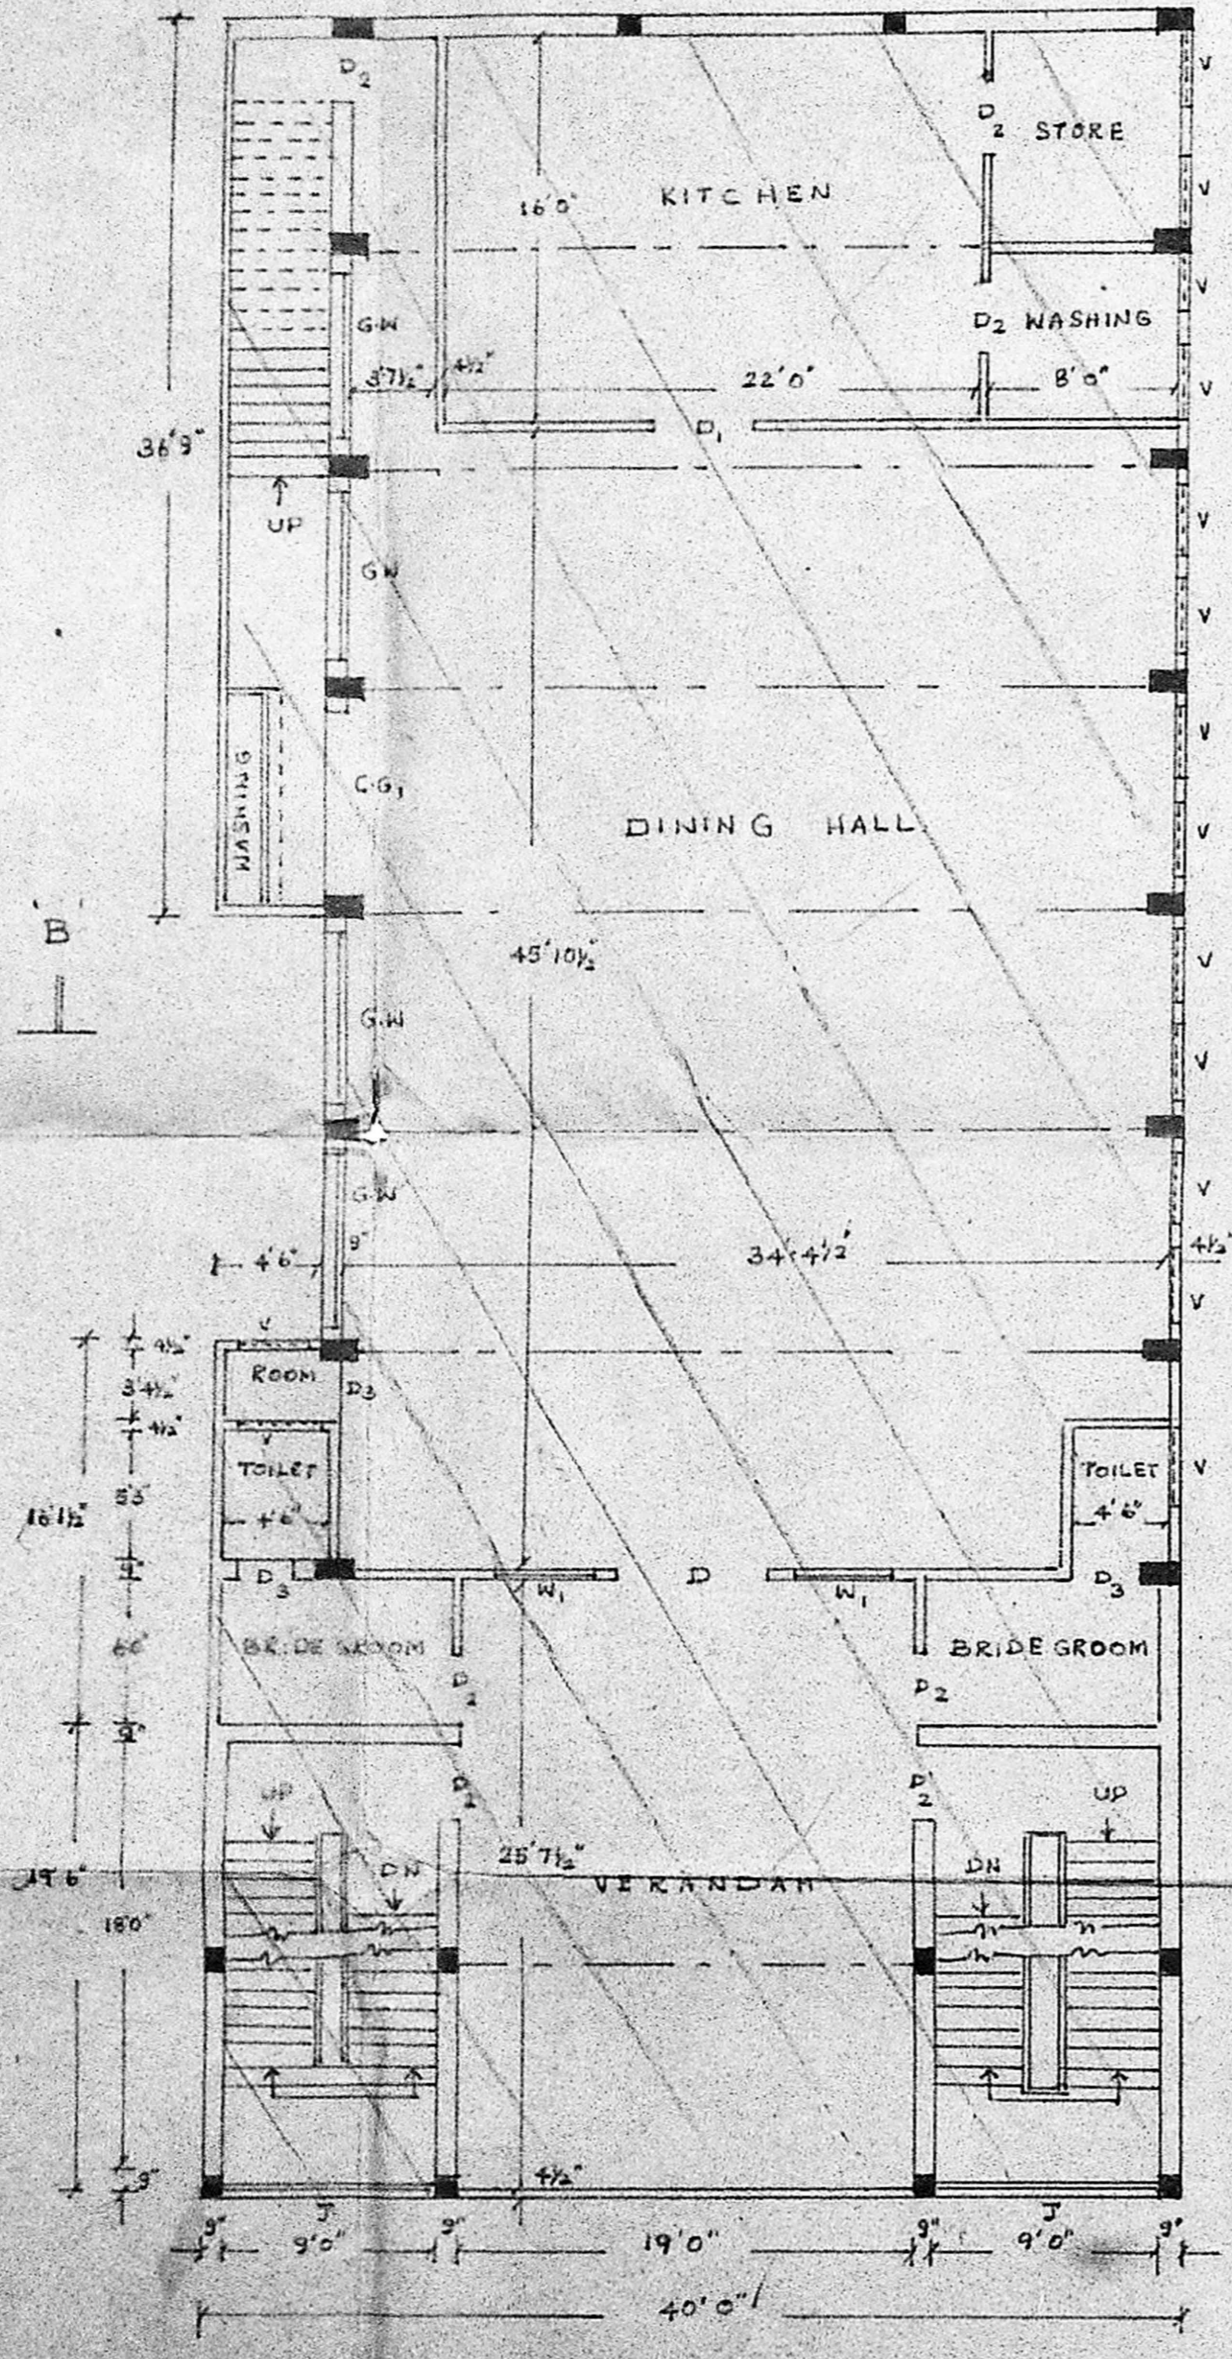 D2
V
D2 STORE
KITCHEN
V
16'0"
V
G.W
D2 WASHING
3'7½" 4½" 22'0" 8'0"
V
D1
36'9"
UP
V
G.W
V
V
WASHING
C.G1
DINING HALL
V
'B'
45'10½"
V
G.W
V
G.W
V
4'6" 9" 34'4½" 4½"
V
V
4½"
ROOM
3'4½"
D3
4½"
V
TOILET TOILET
V
5'3"
4'6" 4'6"
16'1½"
9"
D3 W1 D W1 D3
6'0"
BRIDE GROOM BRIDE GROOM
D2 D2
9"
D2 D2
UP UP
DN DN
25'7½"
19'6"
VERANDAH
18'0"
9"
4½"
9" J 9" 9" J 9"
9'0" 19'0" 9'0"
40'0"